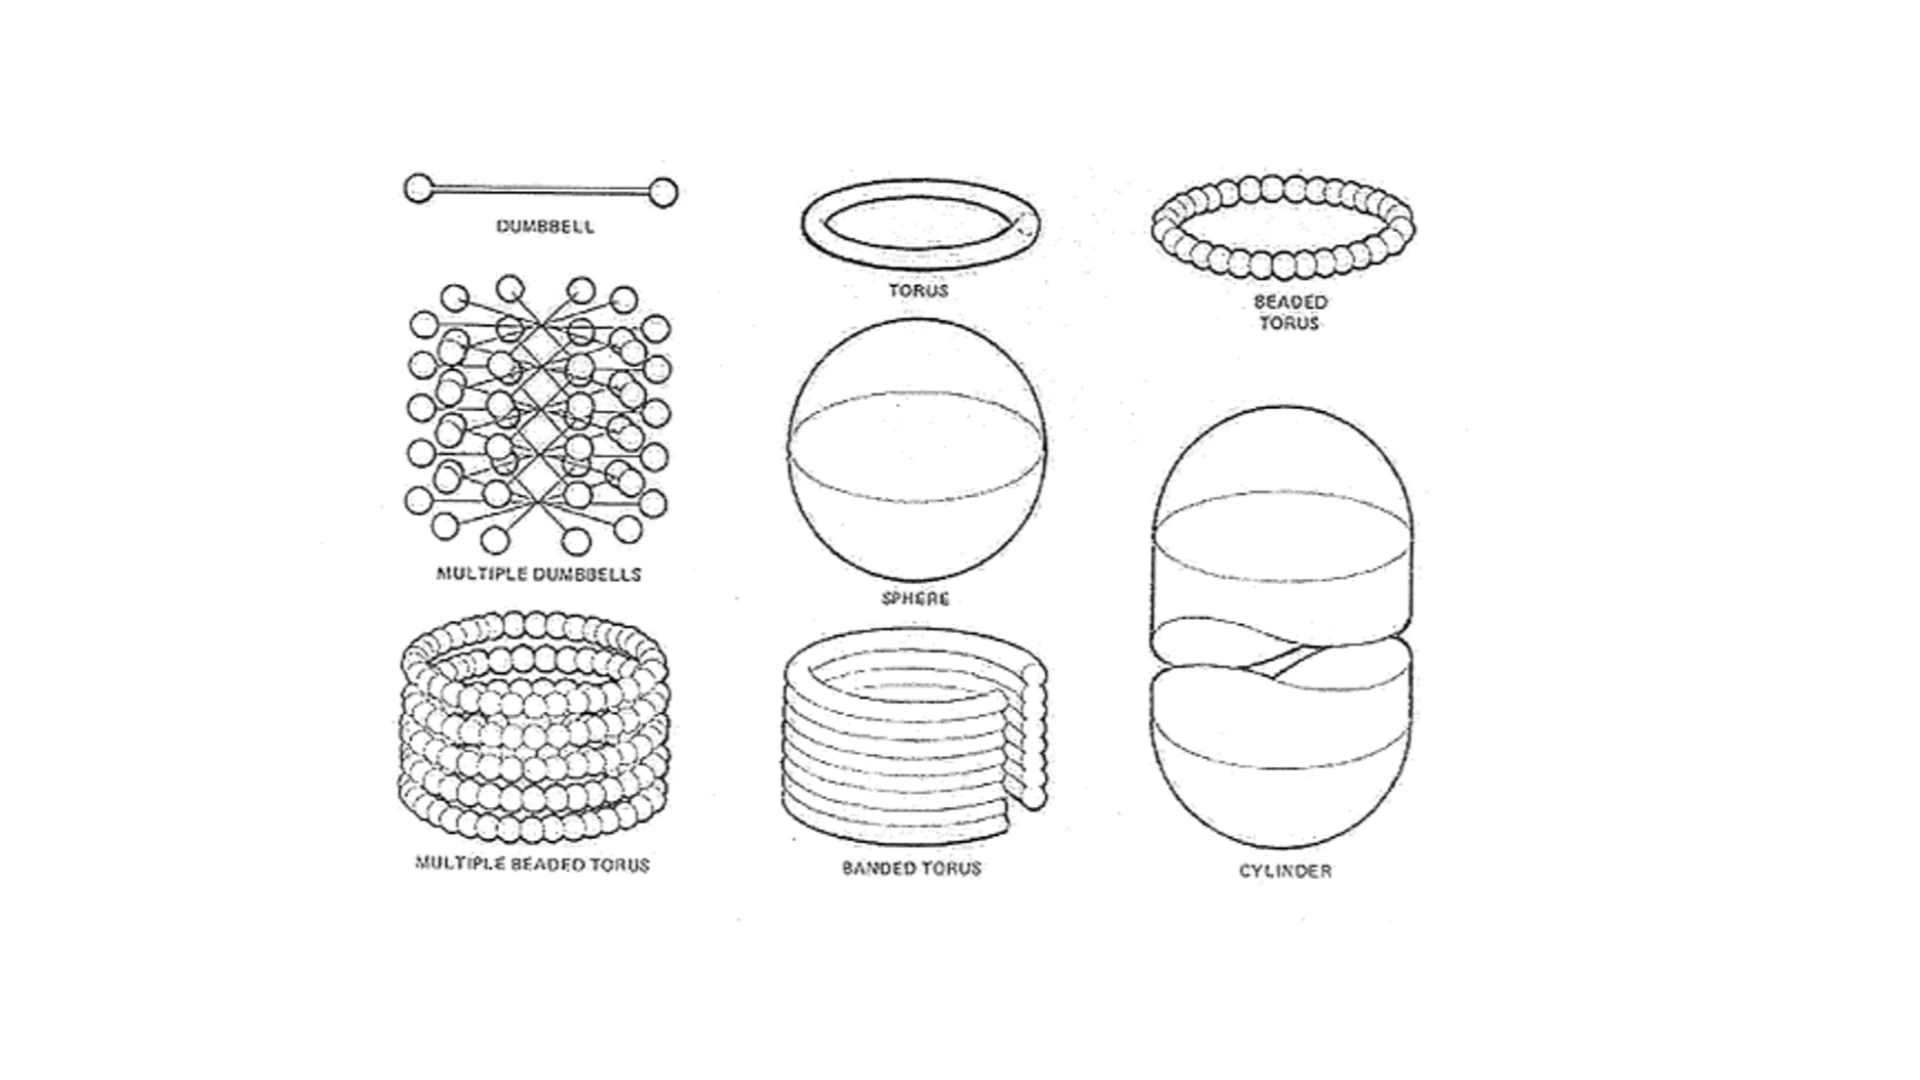 DUMBBELL
TORUS
BEADED
TORUS
MULTIPLE DUMBBELLS
SPHERE
MULTIPLE BEADED TORUS
BANDED TORUS
CYLINDER